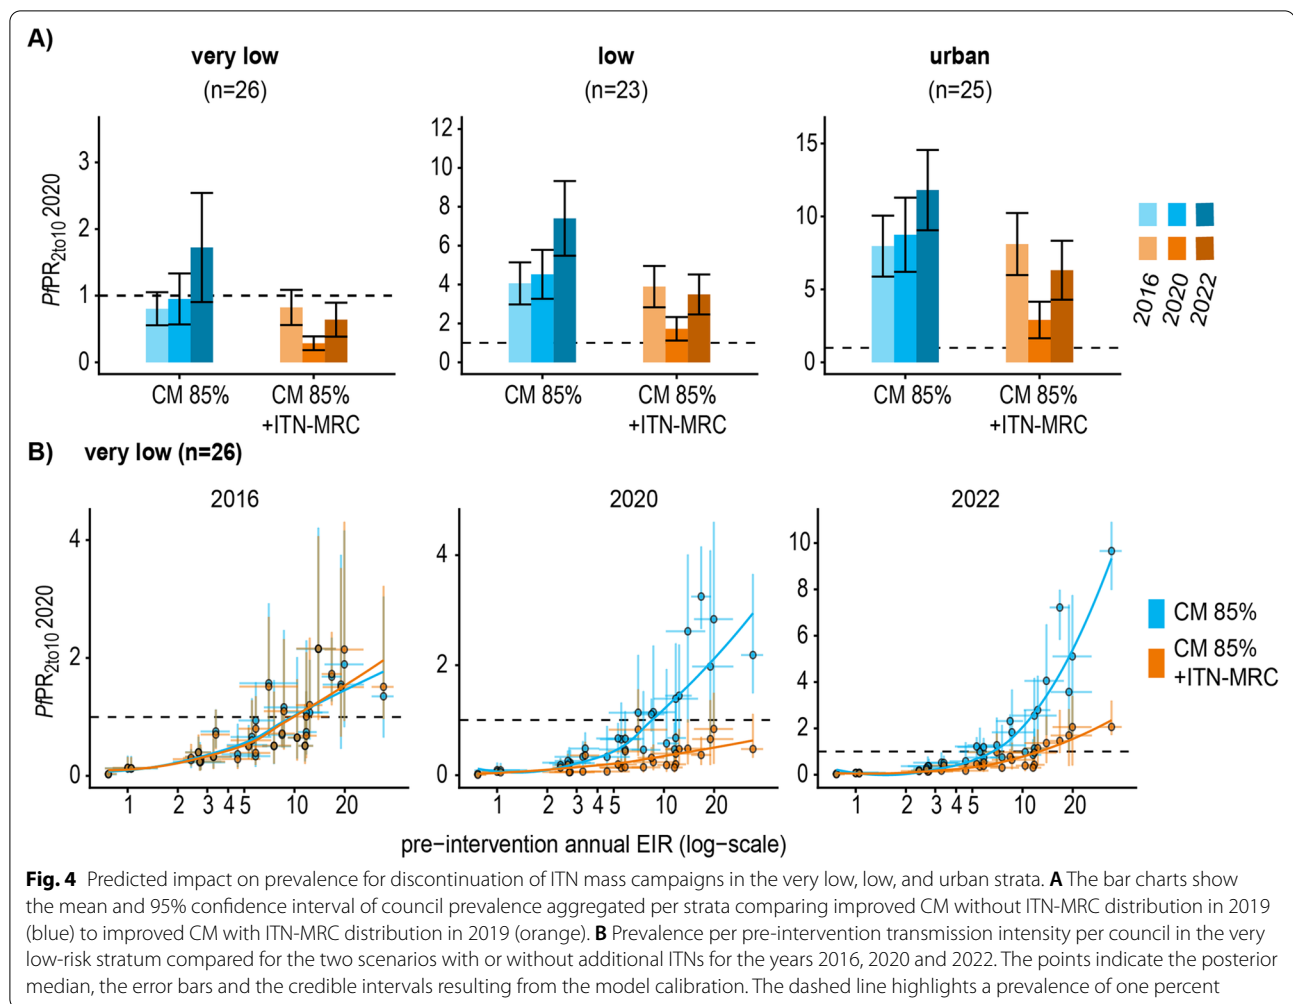 A)
very low
(n=26)
low
(n=23)
urban
(n=25)
PfPR2to10 2020
3
2
1
0
12
10
8
6
4
2
0
15
10
5
0
2016
2020
2022
CM 85%
CM 85%
+ITN-MRC
CM 85%
CM 85%
+ITN-MRC
CM 85%
CM 85%
+ITN-MRC
B) very low (n=26)
2016
2020
2022
PfPR2to10 2020
4
2
0
1 2 3 4 5 10 20
4
2
0
1 2 3 4 5 10 20
10
8
6
4
2
0
1 2 3 4 5 10 20
CM 85%
CM 85%
+ITN-MRC
pre−intervention annual EIR (log−scale)
Fig. 4 Predicted impact on prevalence for discontinuation of ITN mass campaigns in the very low, low, and urban strata. A The bar charts show
the mean and 95% confidence interval of council prevalence aggregated per strata comparing improved CM without ITN-MRC distribution in 2019
(blue) to improved CM with ITN-MRC distribution in 2019 (orange). B Prevalence per pre-intervention transmission intensity per council in the very
low-risk stratum compared for the two scenarios with or without additional ITNs for the years 2016, 2020 and 2022. The points indicate the posterior
median, the error bars and the credible intervals resulting from the model calibration. The dashed line highlights a prevalence of one percent